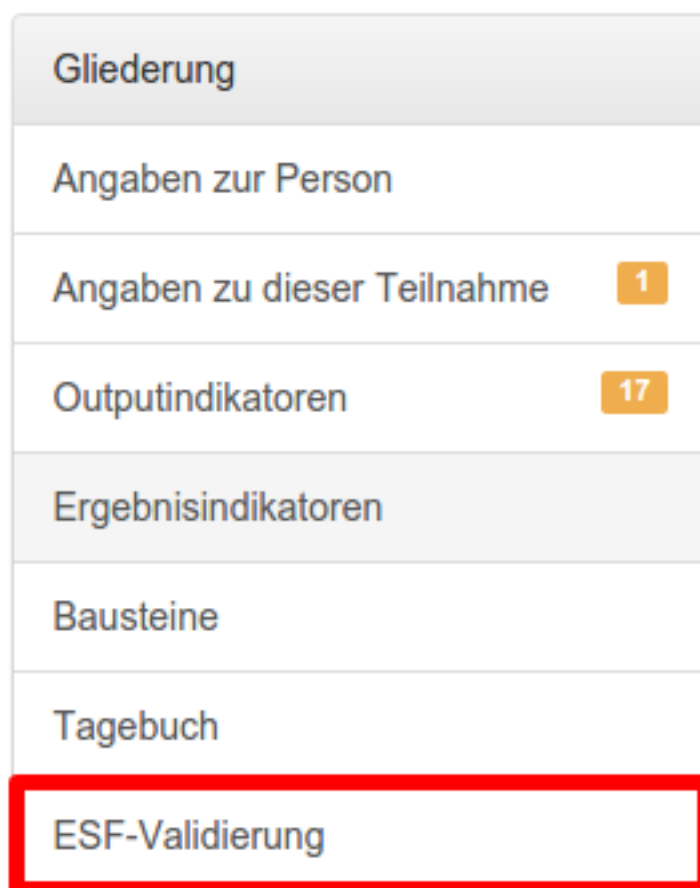 Gliederung
Angaben zur Person
Angaben zu dieser Teilnahme 1
Outputindikatoren 17
Ergebnisindikatoren
Bausteine
Tagebuch
ESF-Validierung